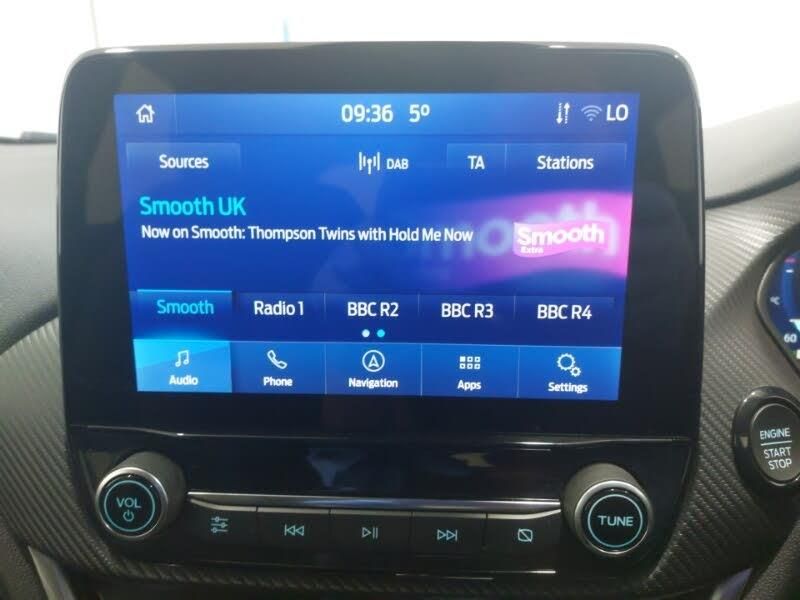 09:36 5º LO
Sources DAB TA Stations
Smooth UK
Now on Smooth: Thompson Twins with Hold Me Now
Smooth
Extra
Smooth Radio 1 BBC R2 BBC R3 BBC R4
Audio Phone Navigation Apps Settings
60
ENGINE
START
STOP
VOL
TUNE